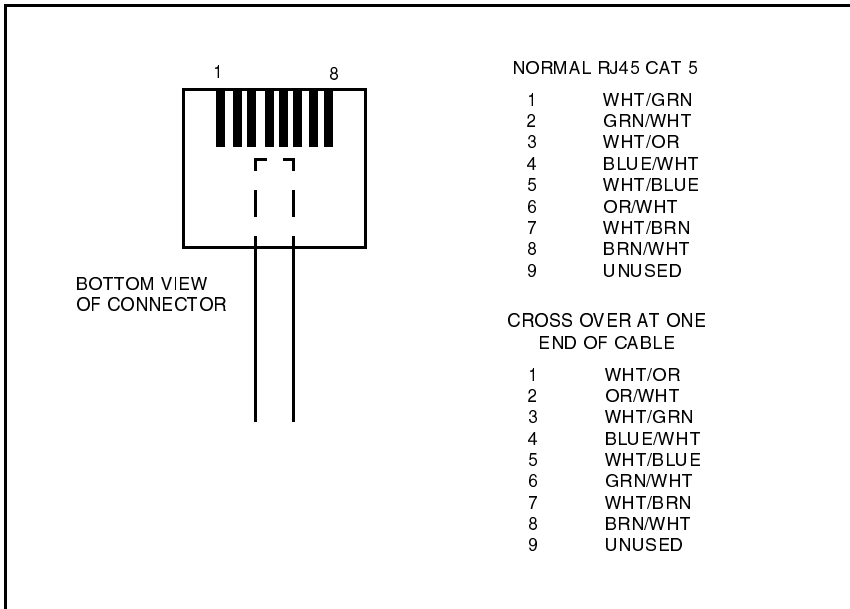 1 8
BOTTOM VIEW
OF CONNECTOR
NORMAL RJ45 CAT 5
1 WHT/GRN
2 GRN/WHT
3 WHT/OR
4 BLUE/WHT
5 WHT/BLUE
6 OR/WHT
7 WHT/BRN
8 BRN/WHT
9 UNUSED
CROSS OVER AT ONE
END OF CABLE
1 WHT/OR
2 OR/WHT
3 WHT/GRN
4 BLUE/WHT
5 WHT/BLUE
6 GRN/WHT
7 WHT/BRN
8 BRN/WHT
9 UNUSED